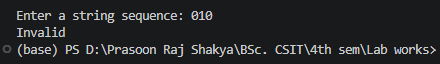 Enter a string sequence: 010
Invalid
(base) PS D:\Prasoon Raj Shakya\BSc. CSIT\4th sem\Lab works>